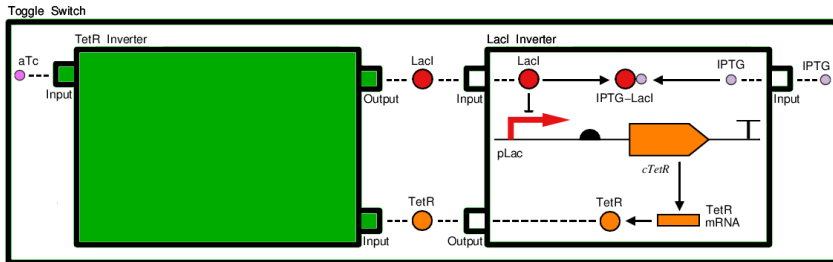 Toggle Switch
TetR Inverter
LacI Inverter
aTc
LacI
LacI
IPTG
IPTG
Input
Output
Input
IPTG-LacI
Input
pLac
cTetR
TetR
TetR
TetR
mRNA
Input
Output